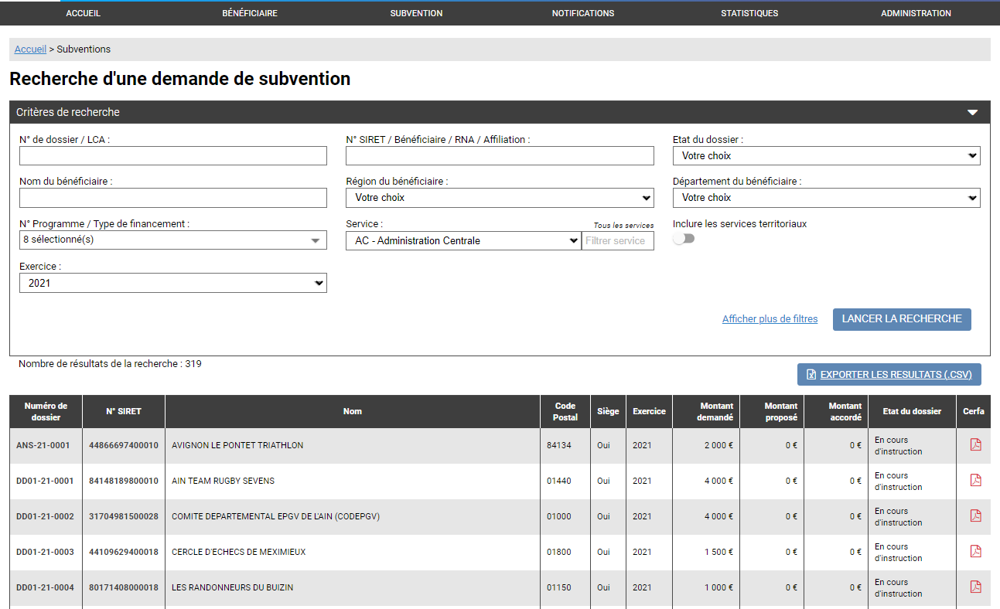 ACCUEIL BÉNÉFICIAIRE SUBVENTION NOTIFICATIONS STATISTIQUES ADMINISTRATION
Accueil > Subventions
Recherche d'une demande de subvention
Critères de recherche
N° de dossier / LCA : N° SIRET / Bénéficiaire / RNA / Affiliation : Etat du dossier :
Votre choix
Nom du bénéficiaire : Région du bénéficiaire : Département du bénéficiaire :
Votre choix Votre choix
N° Programme / Type de financement : Service : Tous les services Inclure les services territoriaux
8 sélectionné(s) AC - Administration Centrale Filtrer service
Exercice :
2021
Afficher plus de filtres LANCER LA RECHERCHE
Nombre de résultats de la recherche : 319
EXPORTER LES RESULTATS (.CSV)
Numéro de dossier N° SIRET Nom Code Postal Siège Exercice Montant demandé Montant proposé Montant accordé Etat du dossier Cerfa
ANS-21-0001 44866697400010 AVIGNON LE PONTET TRIATHLON 84134 Oui 2021 2 000 € 0 € 0 € En cours d'instruction
DD01-21-0001 84148189800010 AIN TEAM RUGBY SEVENS 01440 Oui 2021 4 000 € 0 € 0 € En cours d'instruction
DD01-21-0002 31704981500028 COMITE DEPARTEMENTAL EPGV DE L'AIN (CODEPGV) 01000 Oui 2021 4 000 € 0 € 0 € En cours d'instruction
DD01-21-0003 44109629400018 CERCLE D'ECHECS DE MEXIMIEUX 01800 Oui 2021 1 500 € 0 € 0 € En cours d'instruction
DD01-21-0004 80171408000018 LES RANDONNEURS DU BUIZIN 01150 Oui 2021 1 000 € 0 € 0 € En cours d'instruction